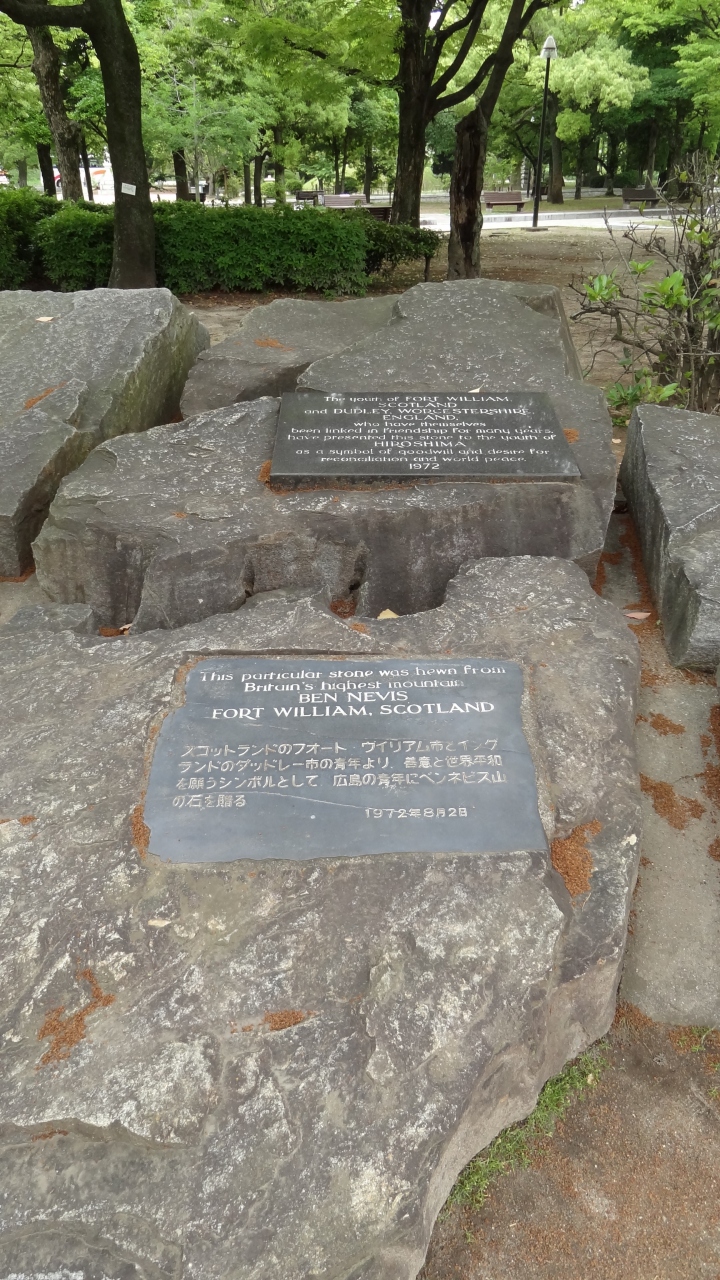 The youth of FORT WILLIAM,
SCOTLAND
and DUDLEY, WORCESTERSHIRE,
ENGLAND,
who have themselves
been linked in friendship for many years,
have presented this stone to the youth of
HIROSHIMA
as a symbol of goodwill and desire for
reconciliation and world peace.
1972
This particular stone was hewn from
Britain's highest mountain
BEN NEVIS
FORT WILLIAM, SCOTLAND
スコットランドのフオート・ヴイリアム市とイング
ランドのダッドレー市の青年より、善意と世界平和
を願うシンボルとして 広島の青年にベンネビス山
の石を贈る
1972年8月2日